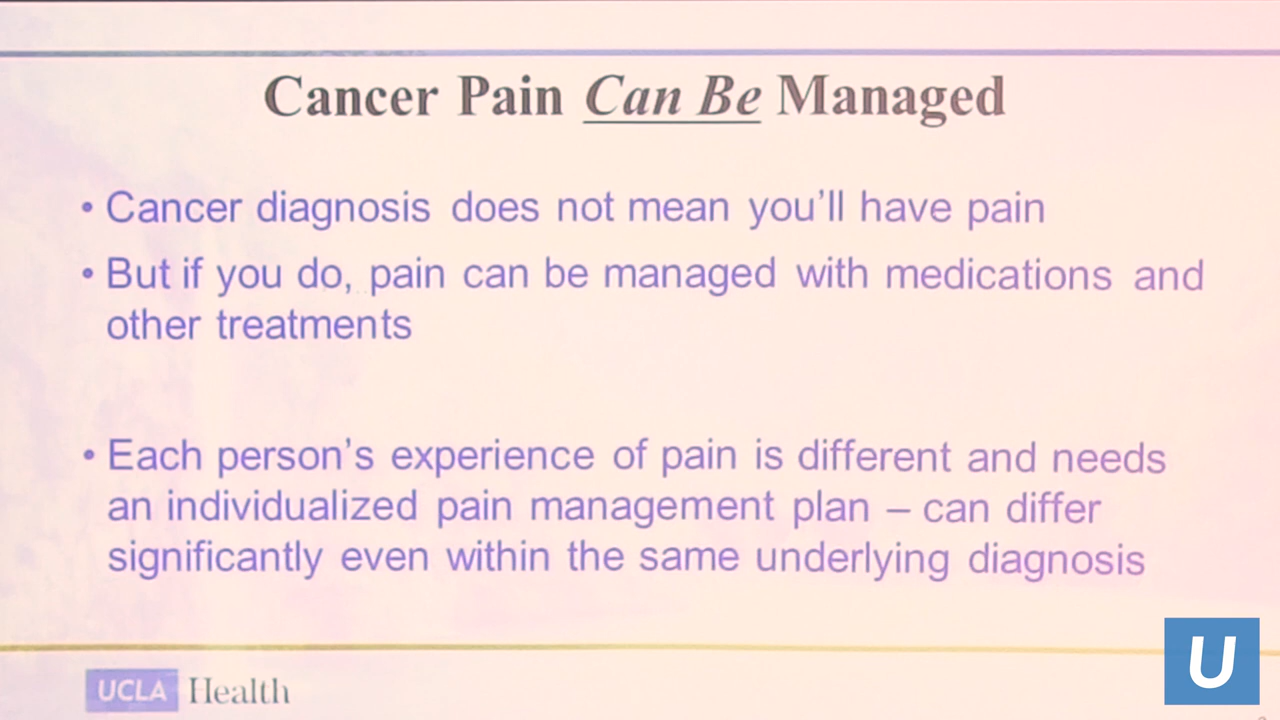 Cancer Pain Can Be Managed
• Cancer diagnosis does not mean you’ll have pain
• But if you do, pain can be managed with medications and
other treatments
• Each person’s experience of pain is different and needs
an individualized pain management plan – can differ
significantly even within the same underlying diagnosis
UCLA Health
U